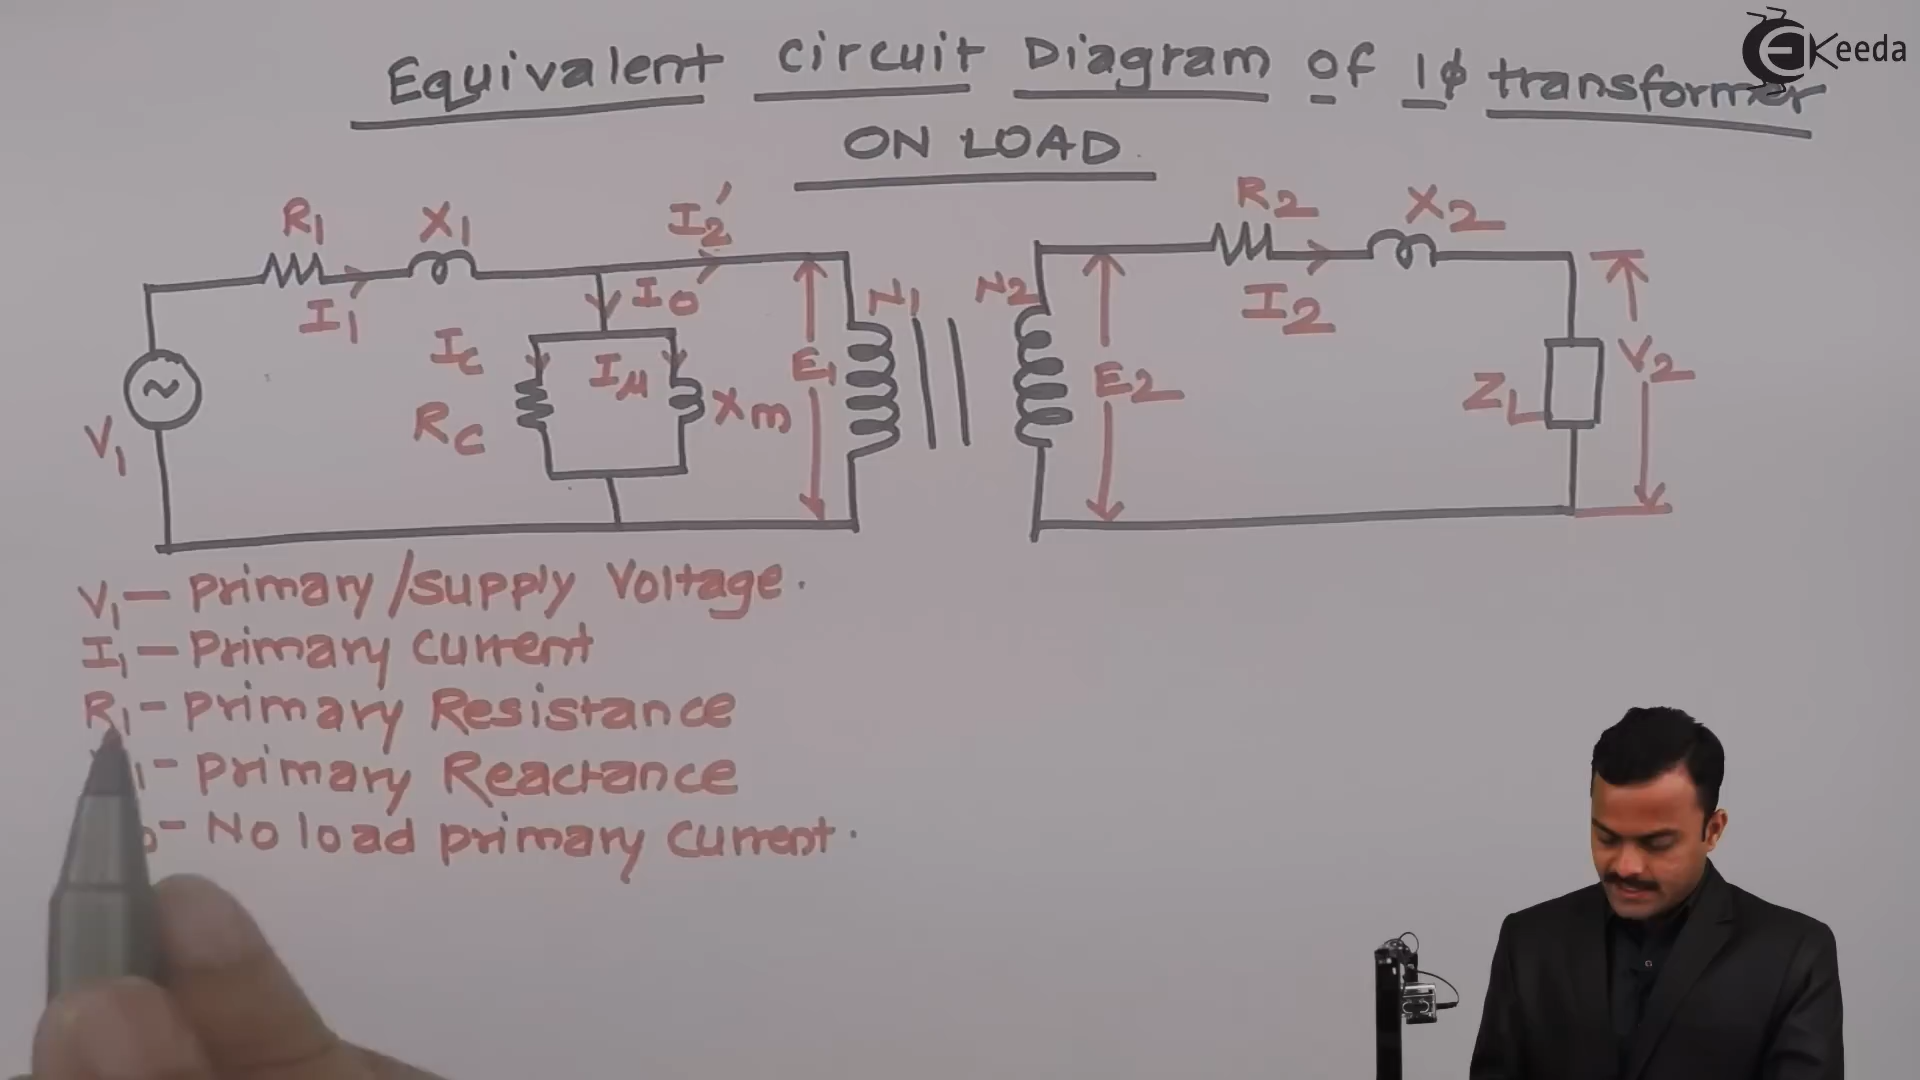 EKeeda
Equivalent circuit Diagram of 1ϕ transformer
ON LOAD
R1 X1 I2' R2 X2
I1 I0 N1 N2 I2
Ic Iμ E1 E2 V2
V1 Rc Xm ZL
V1 — Primary/supply Voltage.
I1 — Primary current
R1 - Primary Resistance
1 - Primary Reactance
0 - No load primary current.